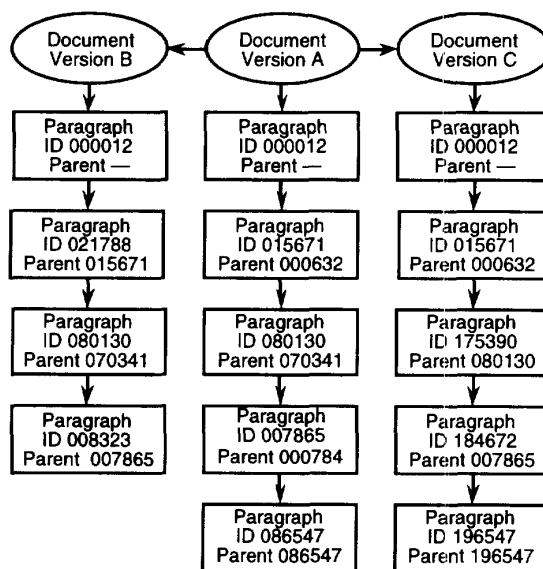 Document
Version B
Document
Version A
Document
Version C
Paragraph
ID 000012
Parent —
Paragraph
ID 000012
Parent —
Paragraph
ID 000012
Parent —
Paragraph
ID 021788
Parent 015671
Paragraph
ID 015671
Parent 000632
Paragraph
ID 015671
Parent 000632
Paragraph
ID 080130
Parent 070341
Paragraph
ID 080130
Parent 070341
Paragraph
ID 175390
Parent 080130
Paragraph
ID 008323
Parent 007865
Paragraph
ID 007865
Parent 000784
Paragraph
ID 184672
Parent 007865
Paragraph
ID 086547
Parent 086547
Paragraph
ID 196547
Parent 196547